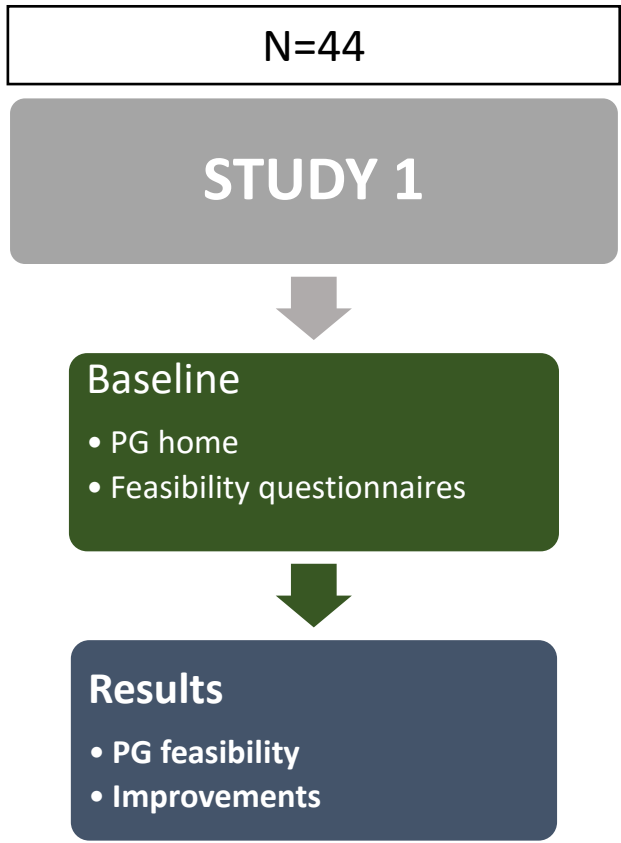 N=44
STUDY 1
Baseline
• PG home
• Feasibility questionnaires
Results
• PG feasibility
• Improvements